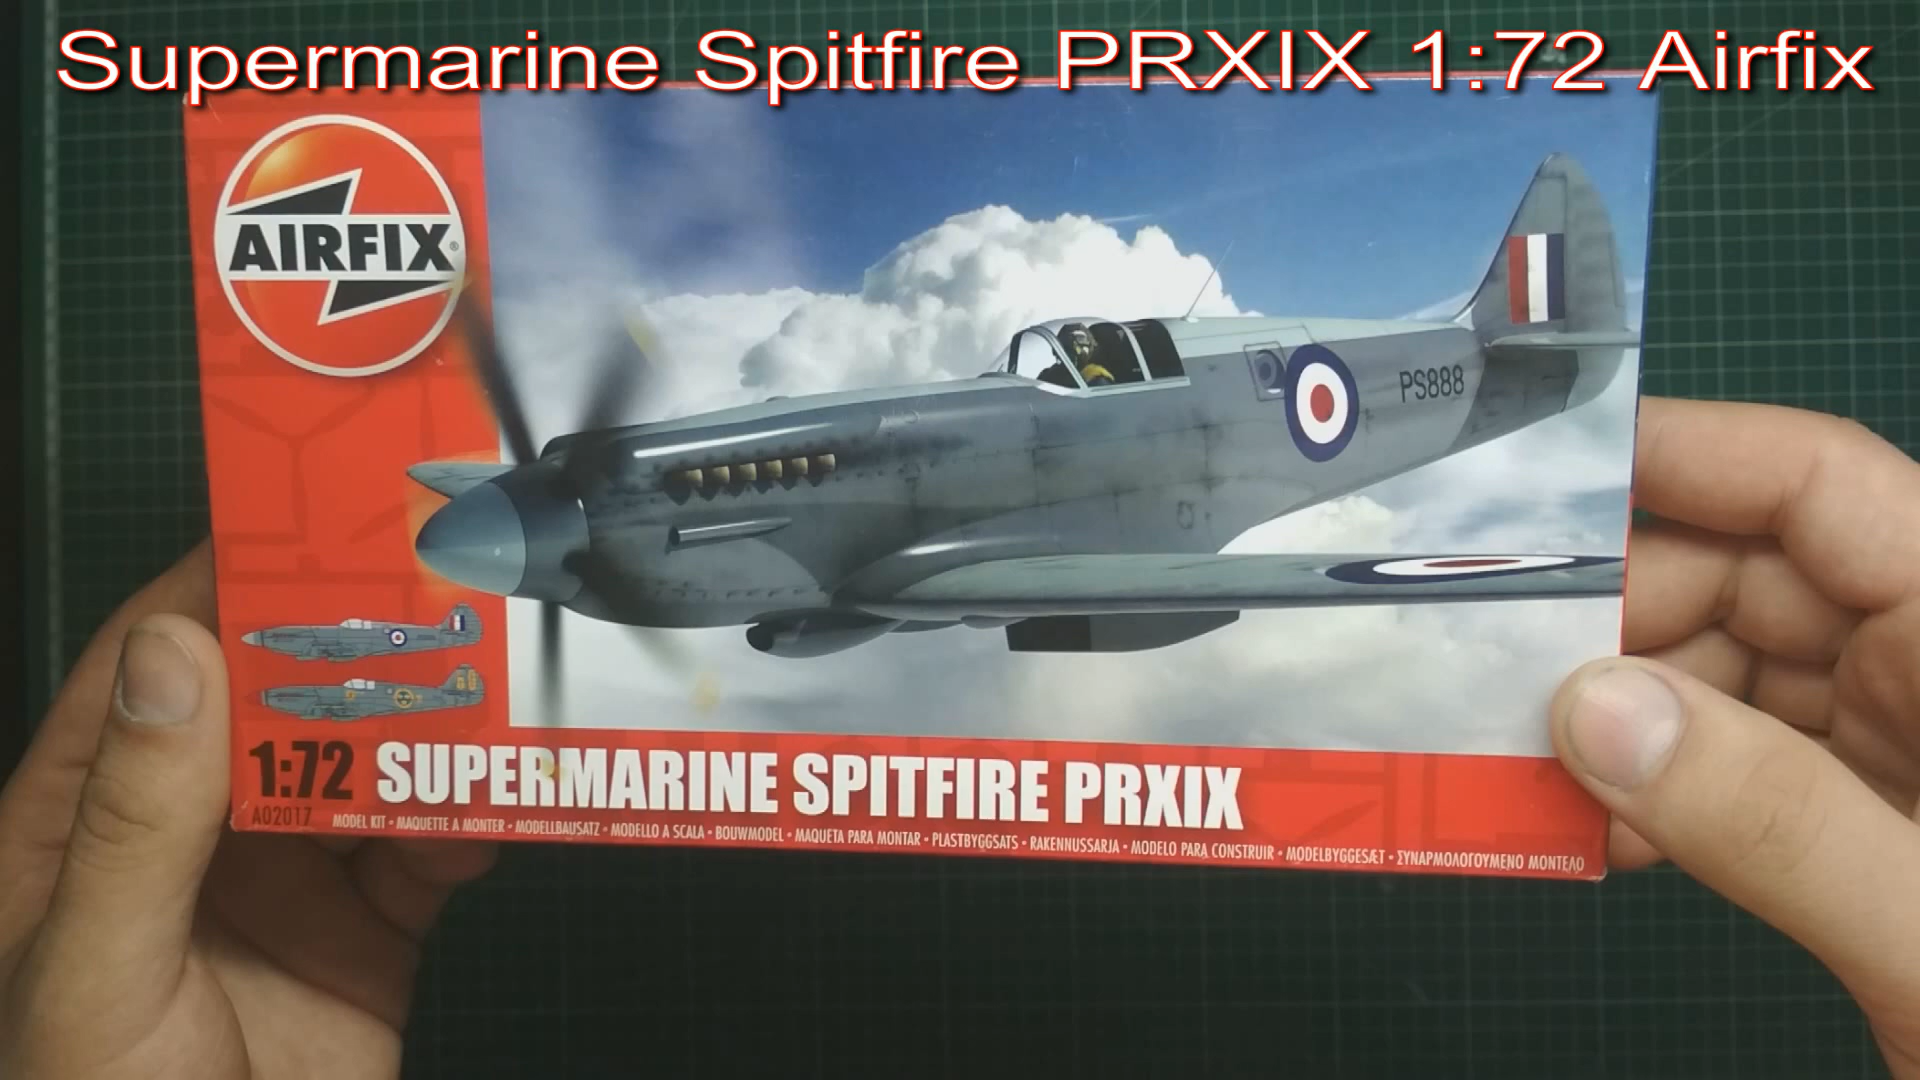 Supermarine Spitfire PRXIX 1:72 Airfix
AIRFIX®
PS888
1:72 SUPERMARINE SPITFIRE PRXIX
A02017
MODEL KIT • MAQUETTE A MONTER • MODELLBAUSATZ • MODELLO A SCALA • BOUWMODEL • MAQUETA PARA MONTAR • PLASTBYGGSATS • RAKENNUSSARJA • MODELO PARA CONSTRUIR • MODELBYGGESÆT • ΣΥΝΑΡΜΟΛΟΓΟΥΜΕΝΟ ΜΟΝΤΕΛΟ